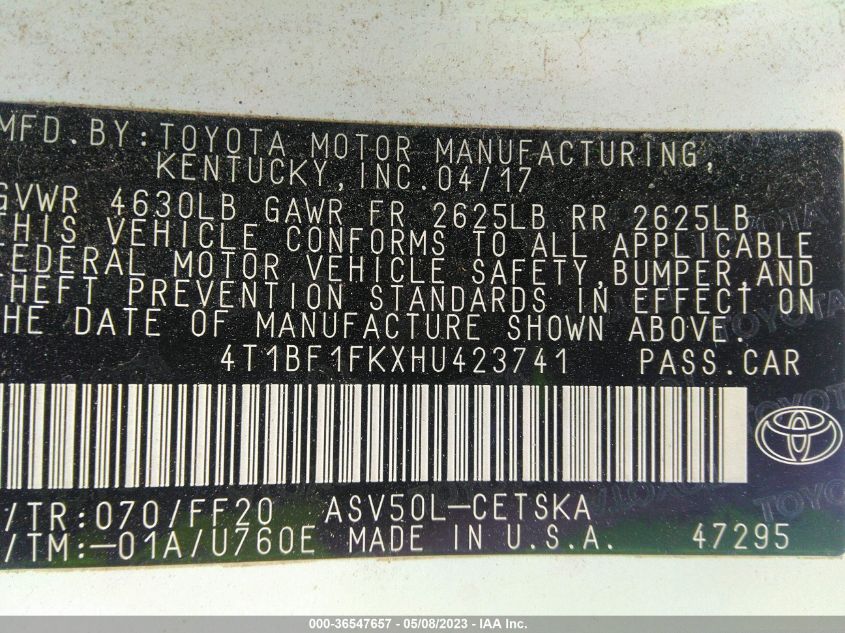 MFD.BY:TOYOTA MOTOR MANUFACTURING,
KENTUCKY,INC.04/17
GVWR 4630LB GAWR FR 2625LB RR 2625LB
THIS VEHICLE CONFORMS TO ALL APPLICABLE
EDERAL MOTOR VEHICLE SAFETY,BUMPER,AND
THEFT PREVENTION STANDARDS IN EFFECT ON
THE DATE OF MANUFACTURE SHOWN ABOVE.
4T1BF1FKXHU423741 PASS.CAR
/TR:070/FF20 ASV50L-CETSKA
/TM:-01A/U760E MADE IN U.S.A. 47295
000-36547657 - 05/08/2023 - IAA Inc.